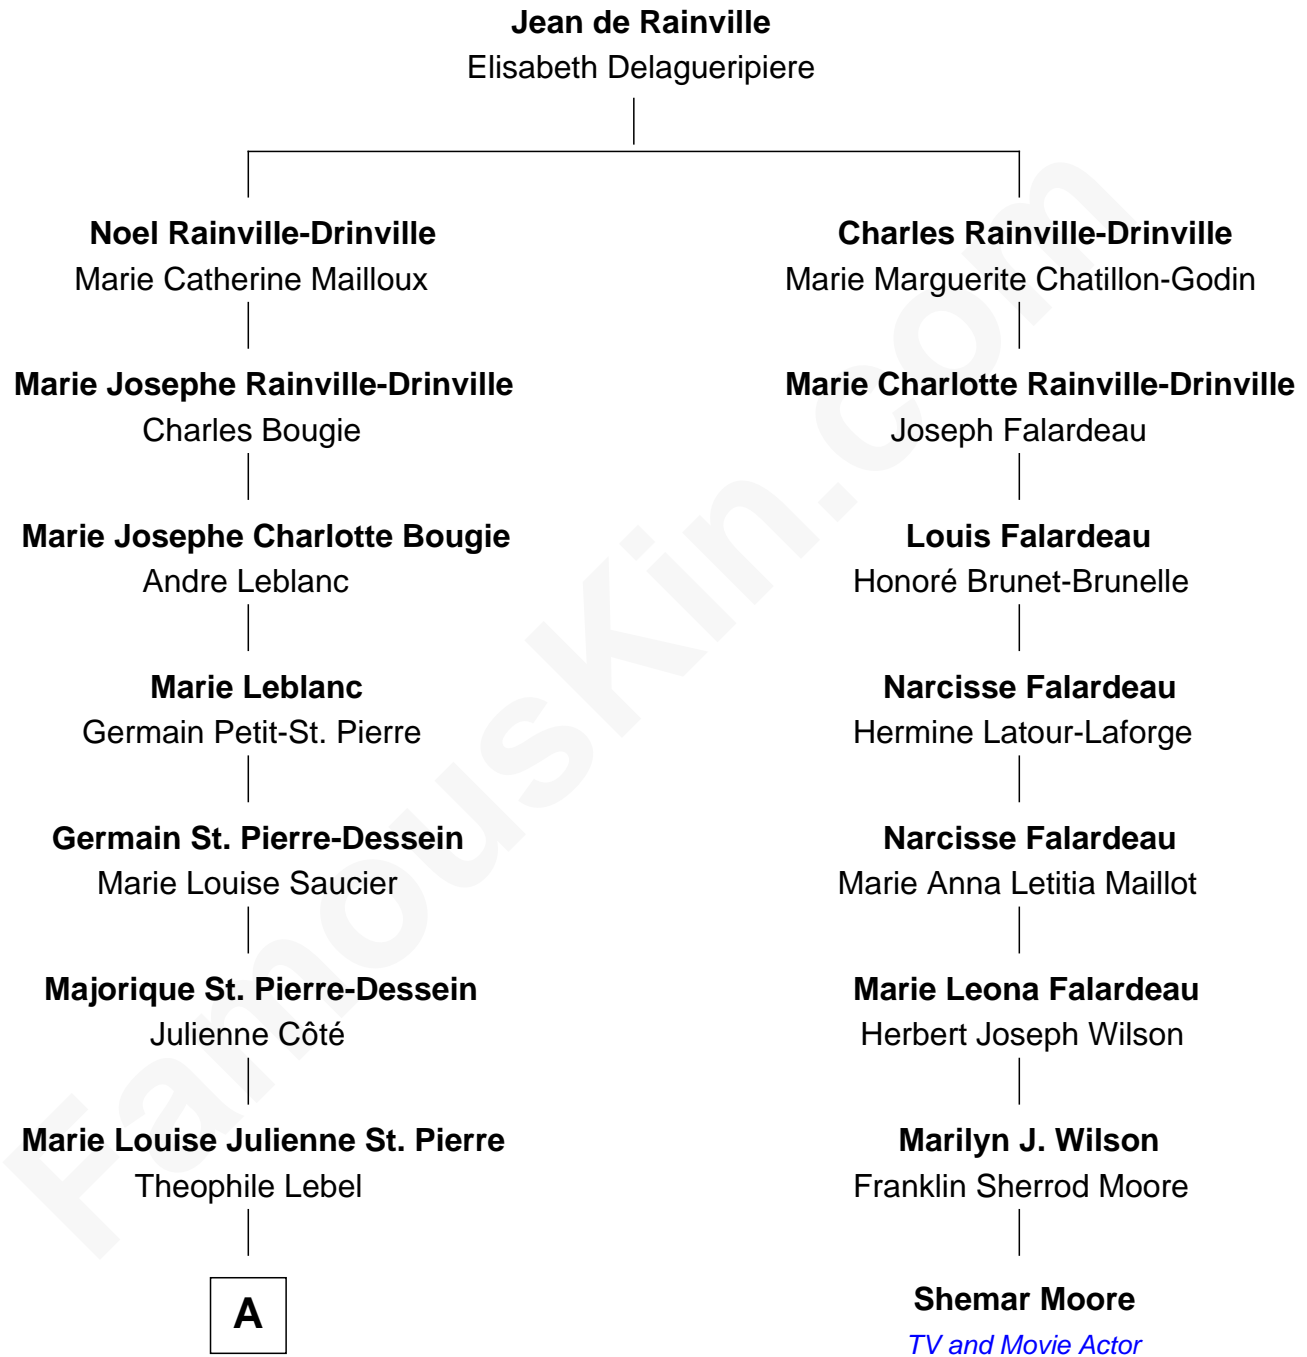 Jean de Rainville
Elisabeth Delagueripiere
Noel Rainville-Drinville
Marie Catherine Mailloux
Charles Rainville-Drinville
Marie Marguerite Chatillon-Godin
Marie Josephe Rainville-Drinville
Charles Bougie
Marie Charlotte Rainville-Drinville
Joseph Falardeau
Marie Josephe Charlotte Bougie
Andre Leblanc
Louis Falardeau
Honoré Brunet-Brunelle
Marie Leblanc
Germain Petit-St. Pierre
Narcisse Falardeau
Hermine Latour-Laforge
Germain St. Pierre-Dessein
Marie Louise Saucier
Narcisse Falardeau
Marie Anna Letitia Maillot
Majorique St. Pierre-Dessein
Julienne Côté
Marie Leona Falardeau
Herbert Joseph Wilson
Marie Louise Julienne St. Pierre
Theophile Lebel
Marilyn J. Wilson
Franklin Sherrod Moore
A
Shemar Moore
TV and Movie Actor
FamousKin.com